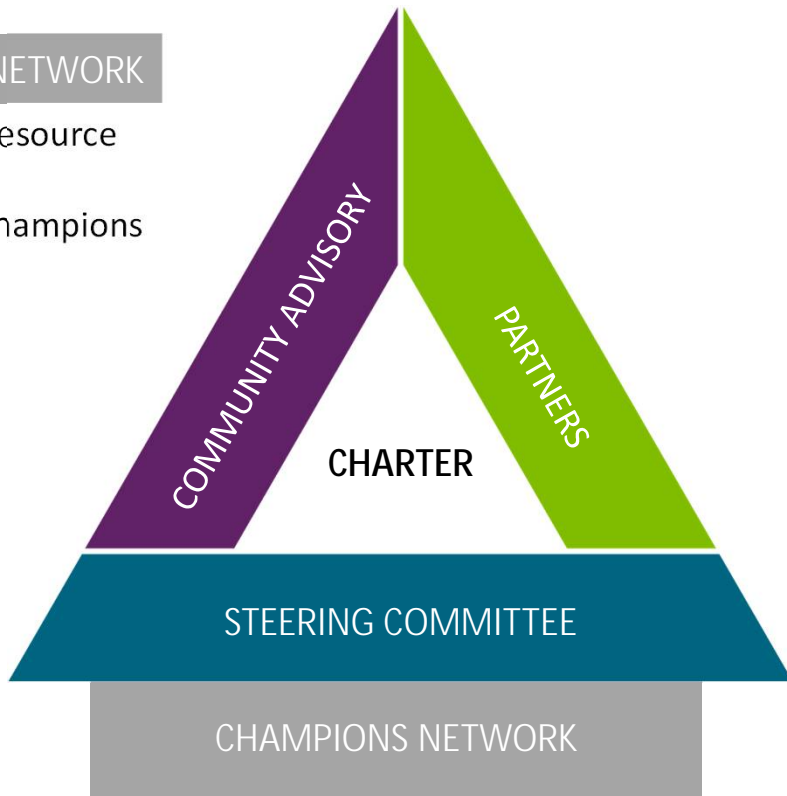 NETWORK
esource
hampions
COMMUNITY ADVISORY
PARTNERS
CHARTER
STEERING COMMITTEE
CHAMPIONS NETWORK